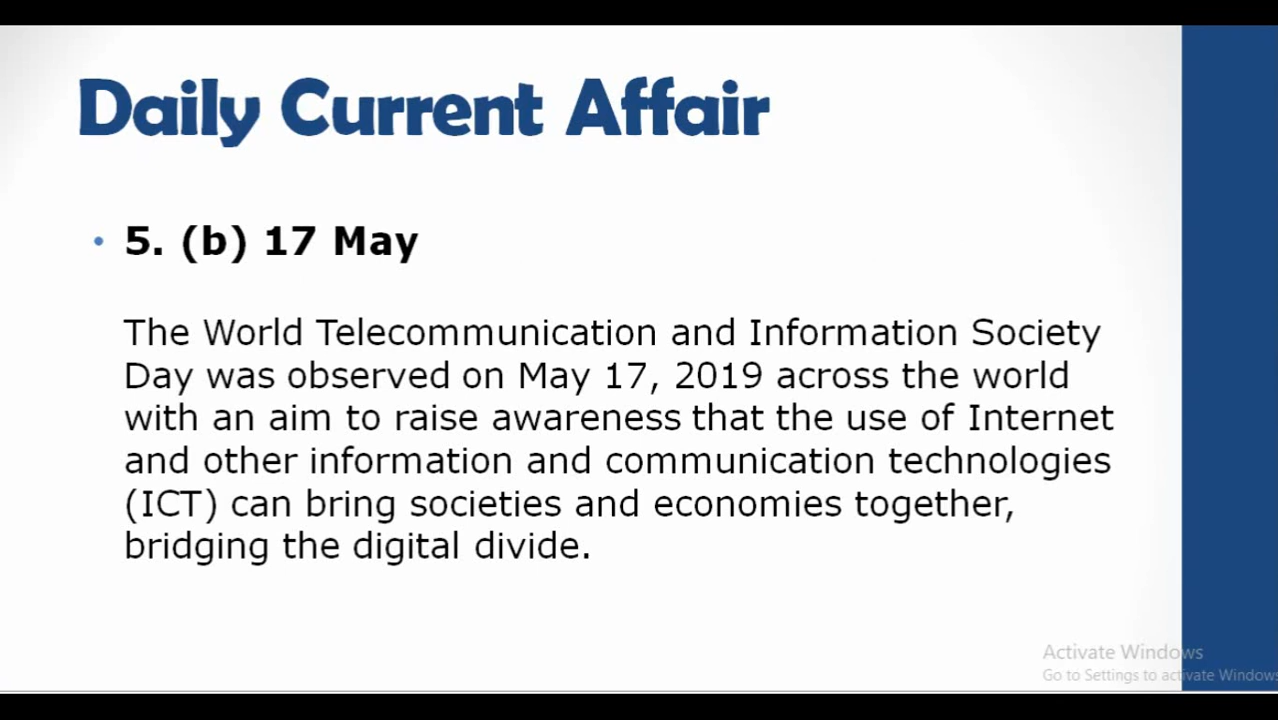 Daily Current Affair
• 5. (b) 17 May
The World Telecommunication and Information Society
Day was observed on May 17, 2019 across the world
with an aim to raise awareness that the use of Internet
and other information and communication technologies
(ICT) can bring societies and economies together,
bridging the digital divide.
Activate Windows
Go to Settings to activate Windows